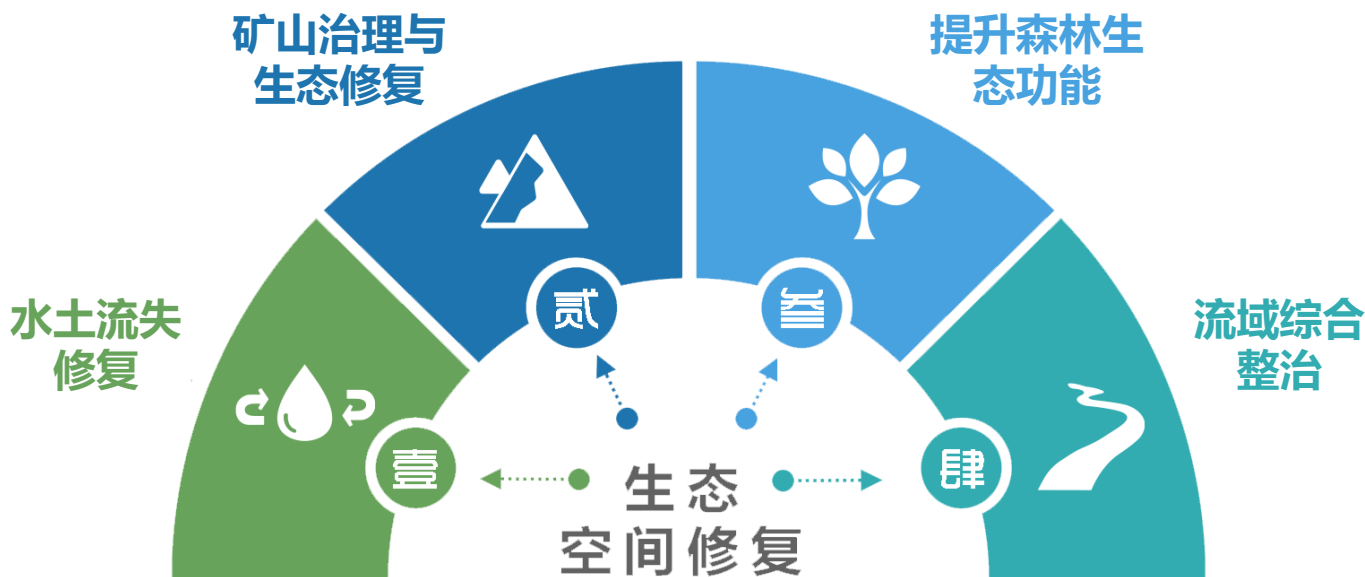 矿山治理与
生态修复
提升森林生
态功能
水土流失
修复
流域综合
整治
壹
贰
叁
肆
生态
空间修复